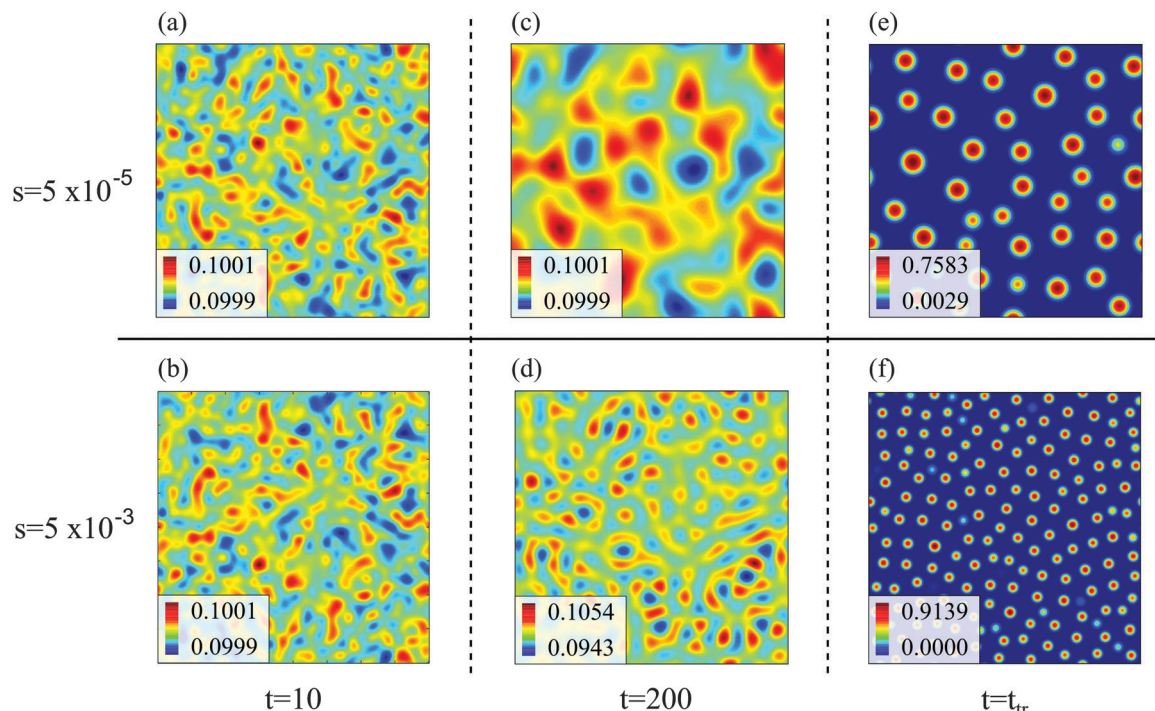 (a)
(c)
(e)
s=5 x10-5
0.1001
0.0999
0.1001
0.0999
0.7583
0.0029
(b)
(d)
(f)
s=5 x10-3
0.1001
0.0999
0.1054
0.0943
0.9139
0.0000
t=10
t=200
t=ttr